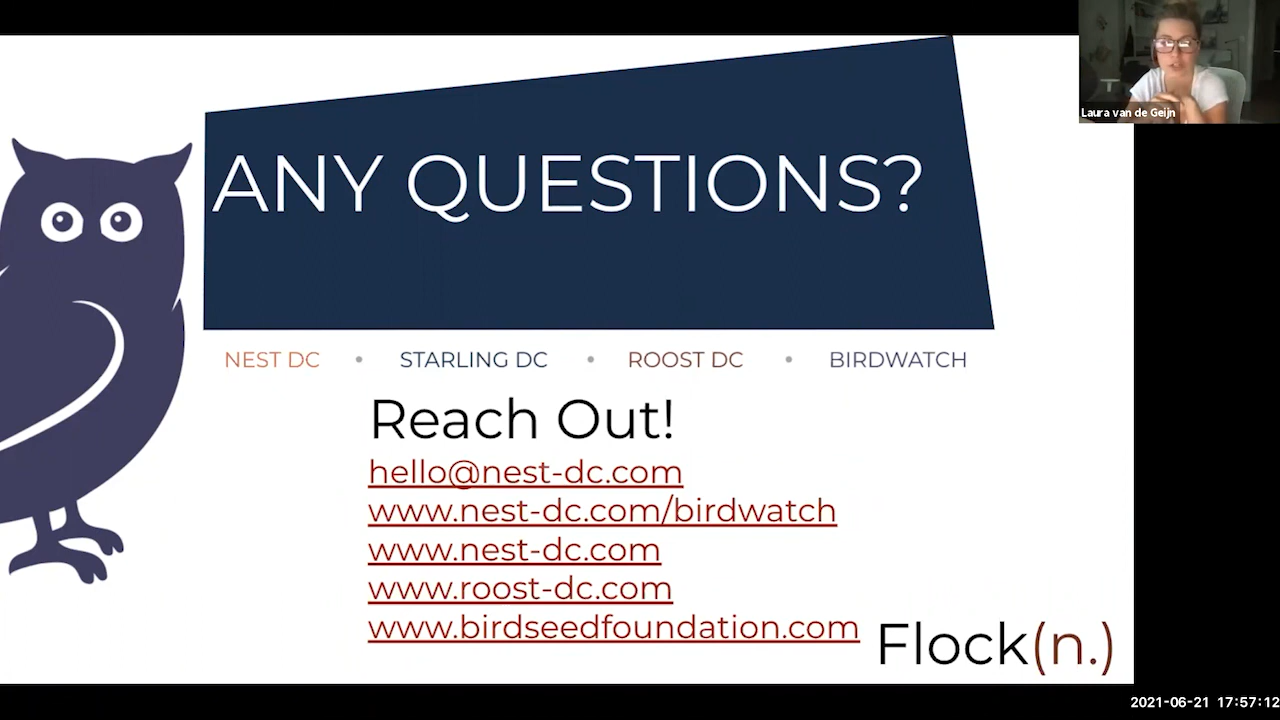 Laura van de Geijn
ANY QUESTIONS?
NEST DC • STARLING DC • ROOST DC • BIRDWATCH
Reach Out!
hello@nest-dc.com
www.nest-dc.com/birdwatch
www.nest-dc.com
www.roost-dc.com
www.birdseedfoundation.com
Flock(n.)
2021-06-21 17:57:12